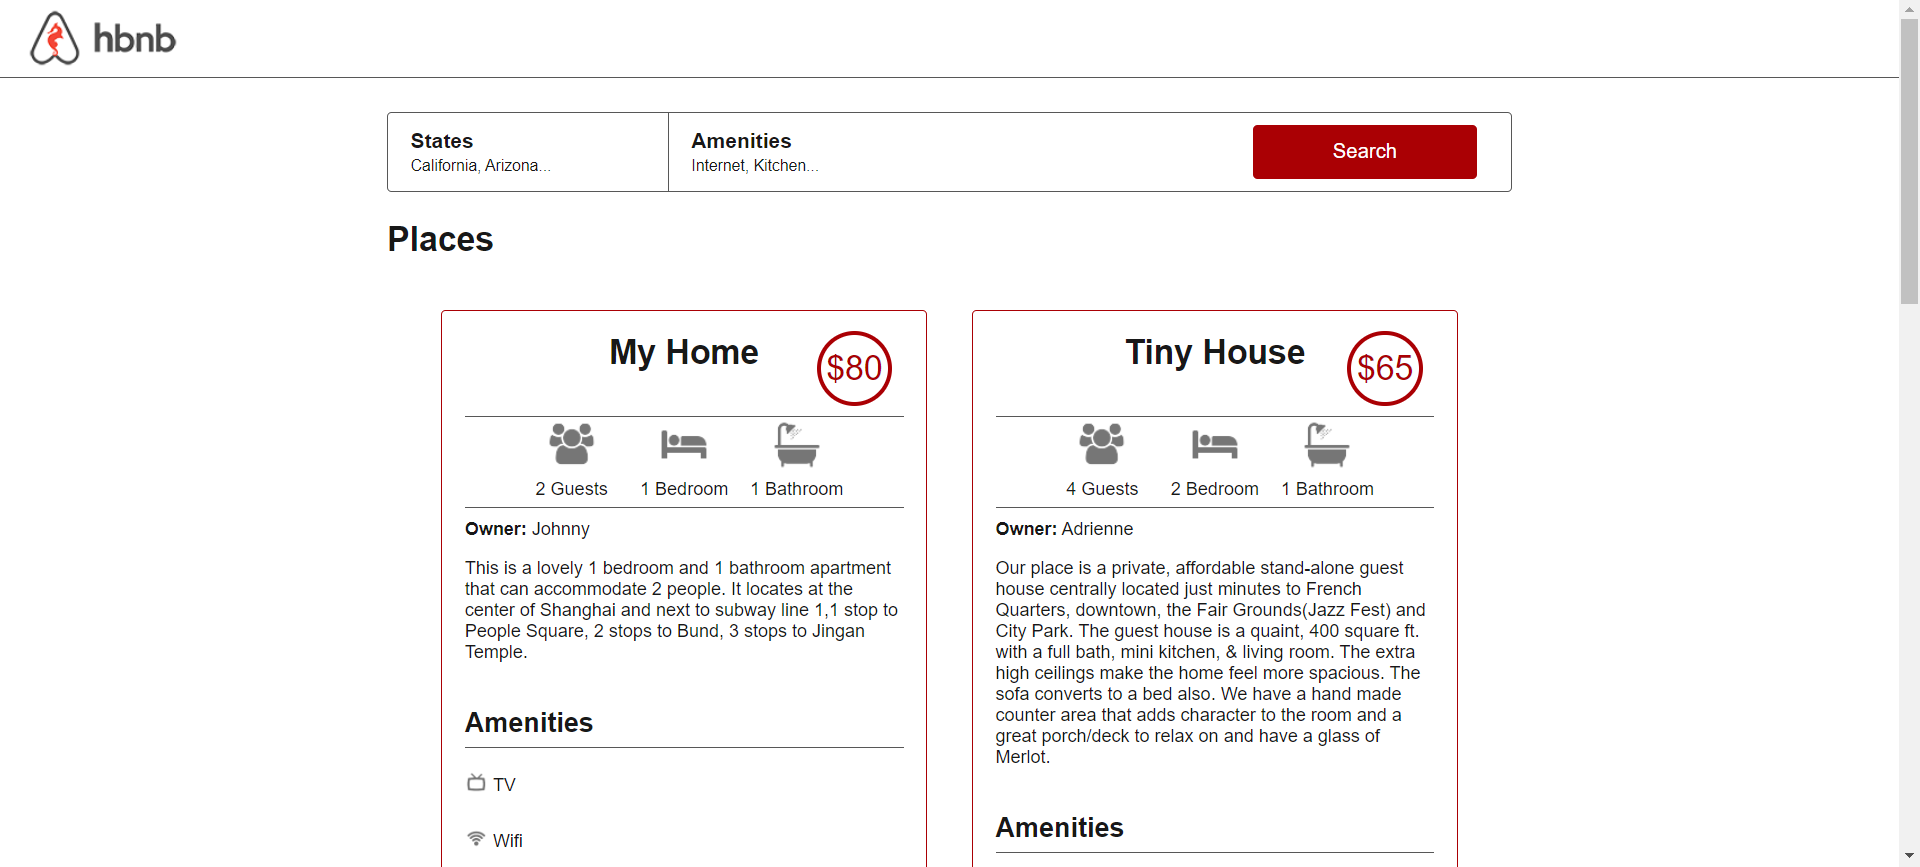 hbnb
States
California, Arizona...
Amenities
Internet, Kitchen...
Search
Places
My Home
$80
2 Guests
1 Bedroom
1 Bathroom
Owner: Johnny
This is a lovely 1 bedroom and 1 bathroom apartment
that can accommodate 2 people. It locates at the
center of Shanghai and next to subway line 1,1 stop to
People Square, 2 stops to Bund, 3 stops to Jingan
Temple.
Amenities
TV
Wifi
Tiny House
$65
4 Guests
2 Bedroom
1 Bathroom
Owner: Adrienne
Our place is a private, affordable stand-alone guest
house centrally located just minutes to French
Quarters, downtown, the Fair Grounds(Jazz Fest) and
City Park. The guest house is a quaint, 400 square ft.
with a full bath, mini kitchen, & living room. The extra
high ceilings make the home feel more spacious. The
sofa converts to a bed also. We have a hand made
counter area that adds character to the room and a
great porch/deck to relax on and have a glass of
Merlot.
Amenities